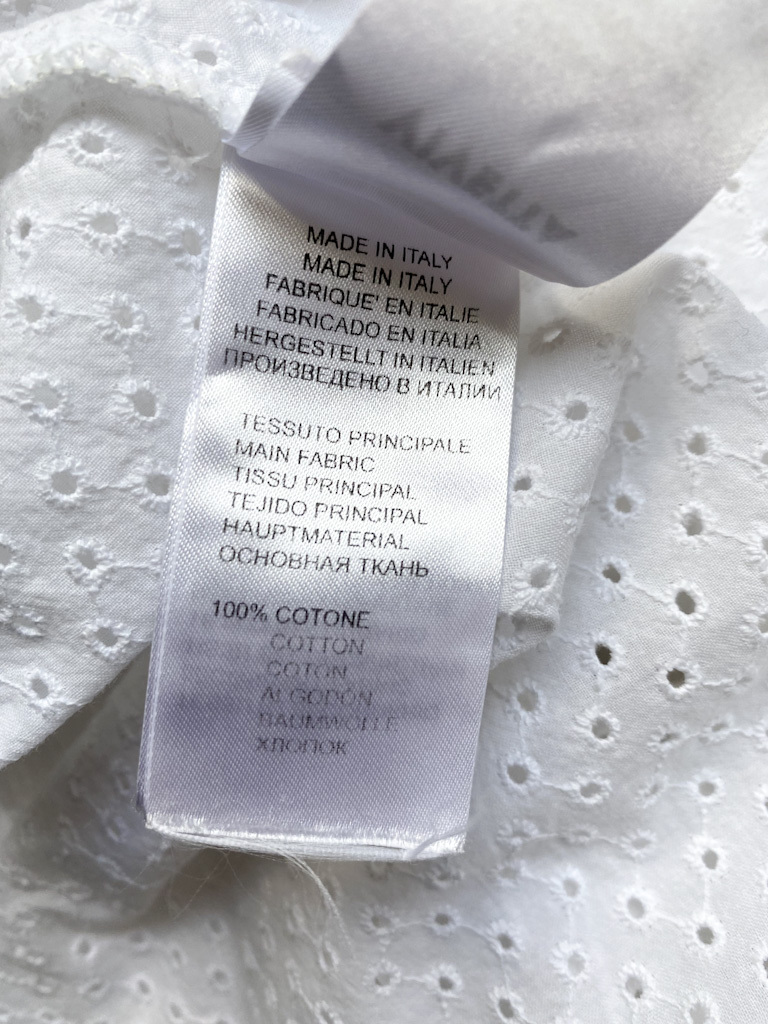 MADE IN ITALY
MADE IN ITALY
FABRIQUE' EN ITALIE
FABRICADO EN ITALIA
HERGESTELLT IN ITALIEN
ПРОИЗВЕДЕНО В ИТАЛИИ
TESSUTO PRINCIPALE
MAIN FABRIC
TISSU PRINCIPAL
TEJIDO PRINCIPAL
HAUPTMATERIAL
ОСНОВНАЯ ТКАНЬ
100% COTONE
COTTON
COTON
ALGODÓN
BAUMWOLLE
ХЛОПОК